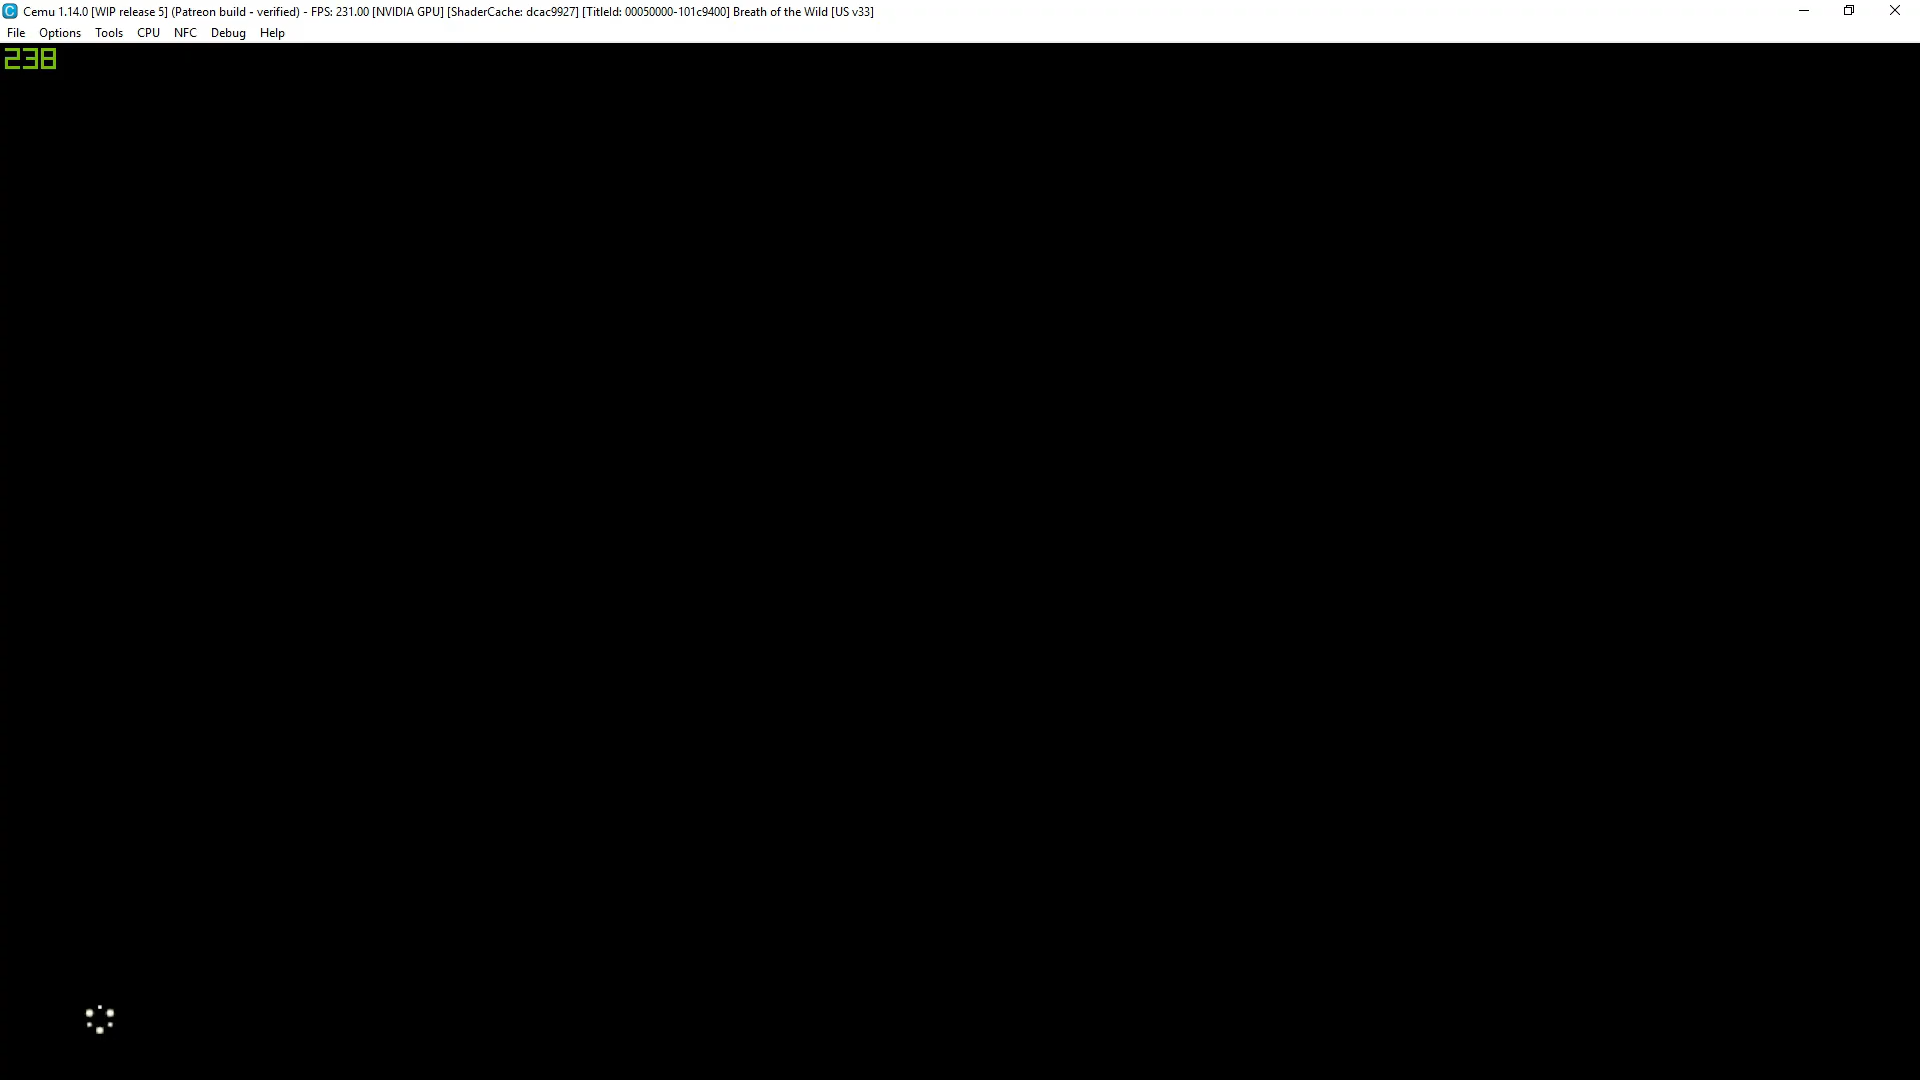 Cemu 1.14.0 [WIP release 5] (Patreon build - verified) - FPS: 231.00 [NVIDIA GPU] [ShaderCache: dcac9927] [TitleId: 00050000-101c9400] Breath of the Wild [US v33]
File Options Tools CPU NFC Debug Help
238